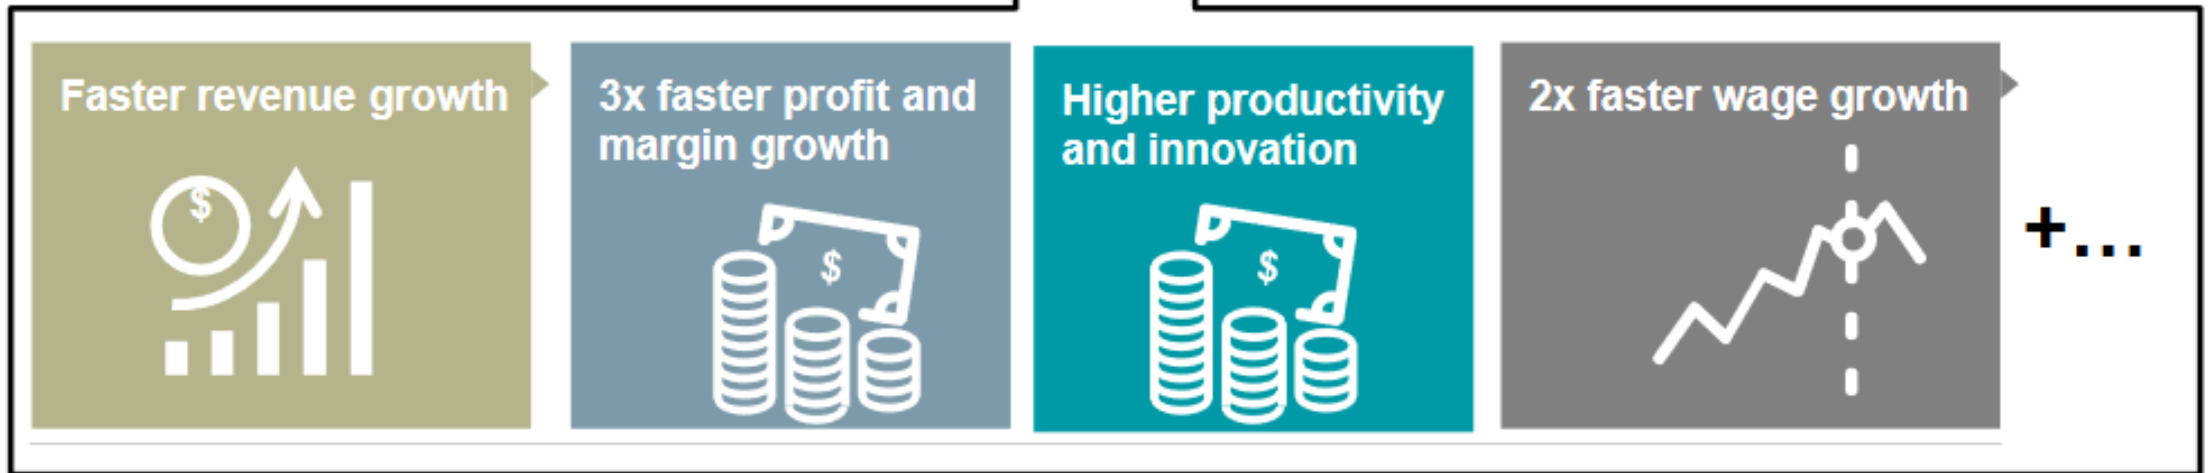 Faster revenue growth
3x faster profit and
margin growth
Higher productivity
and innovation
2x faster wage growth
$
$
$
+...